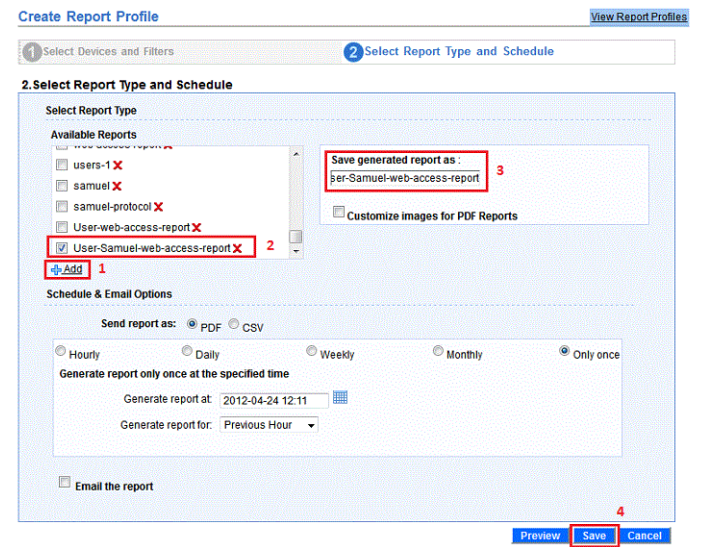 Create Report Profile
View Report Profiles
1 Select Devices and Filters
2 Select Report Type and Schedule
2.Select Report Type and Schedule
Select Report Type
Available Reports
web-access-report
users-1
samuel
samuel-protocol
User-web-access-report
User-Samuel-web-access-report
2
Add
1
Save generated report as :
ser-Samuel-web-access-report
3
Customize images for PDF Reports
Schedule & Email Options
Send report as: PDF CSV
Hourly Daily Weekly Monthly Only once
Generate report only once at the specified time
Generate report at: 2012-04-24 12:11
Generate report for: Previous Hour
Email the report
4
Preview Save Cancel